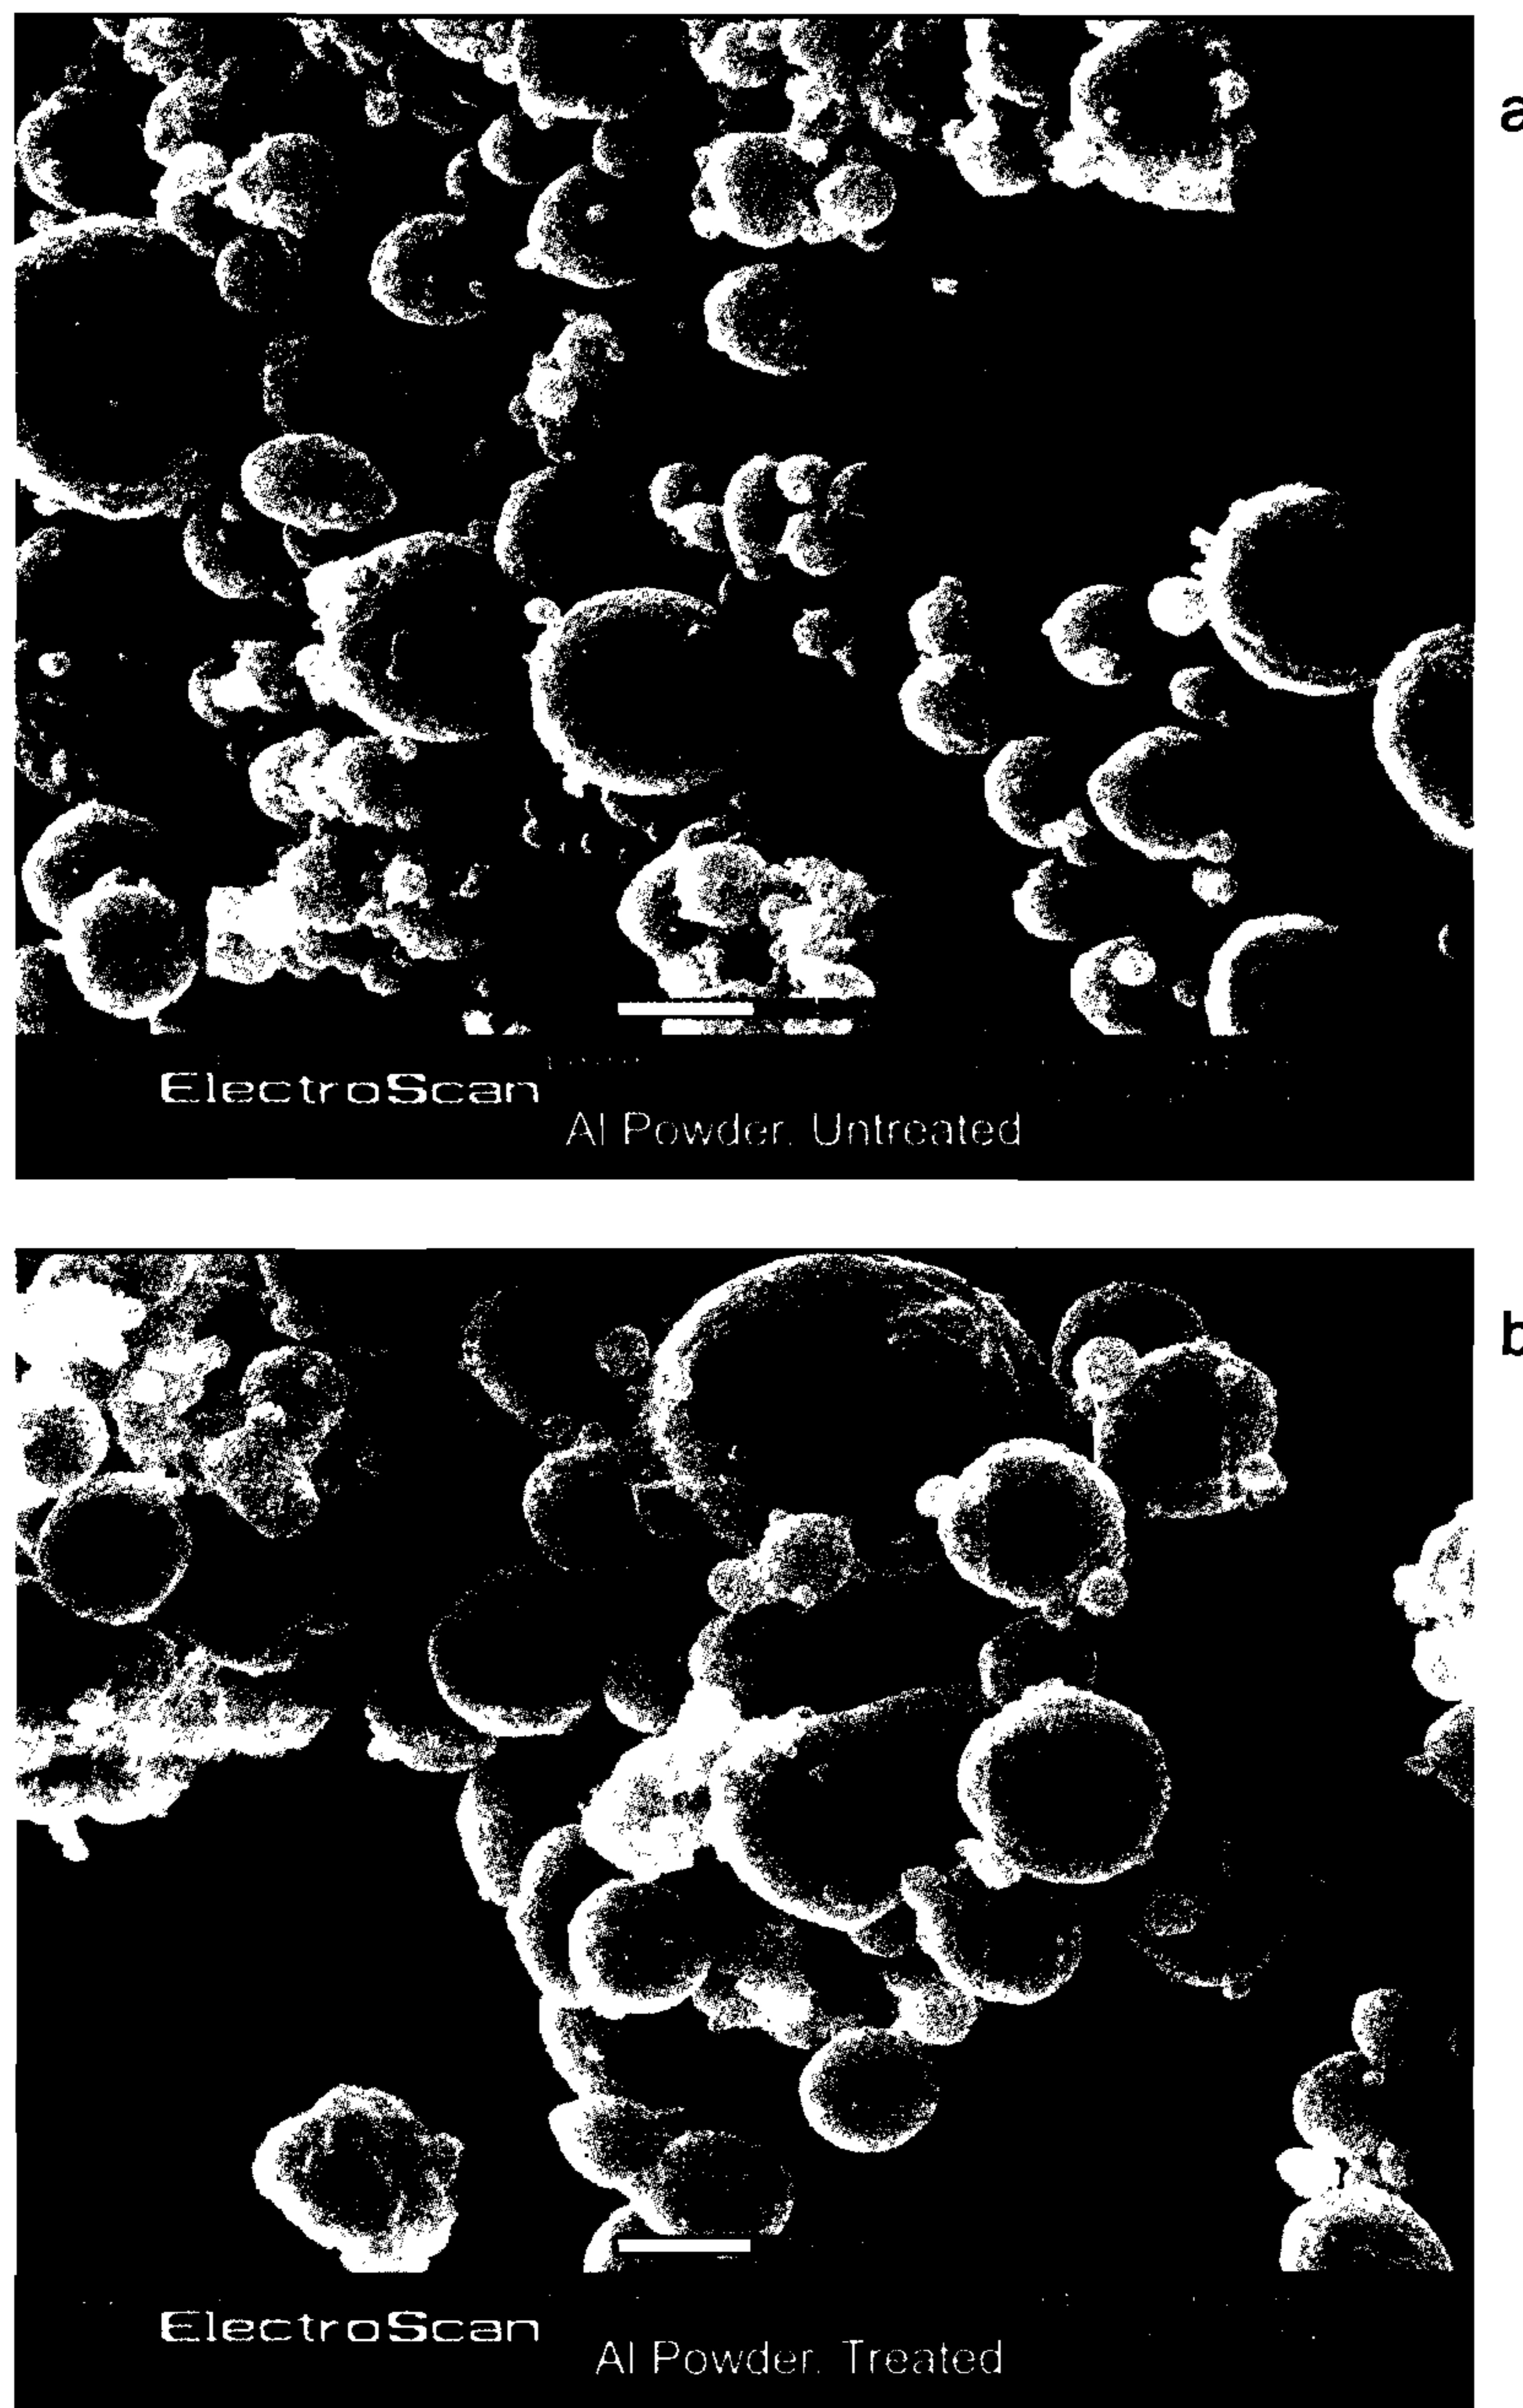 a
ElectroScan
Al Powder. Untreated
b
ElectroScan
Al Powder. Treated